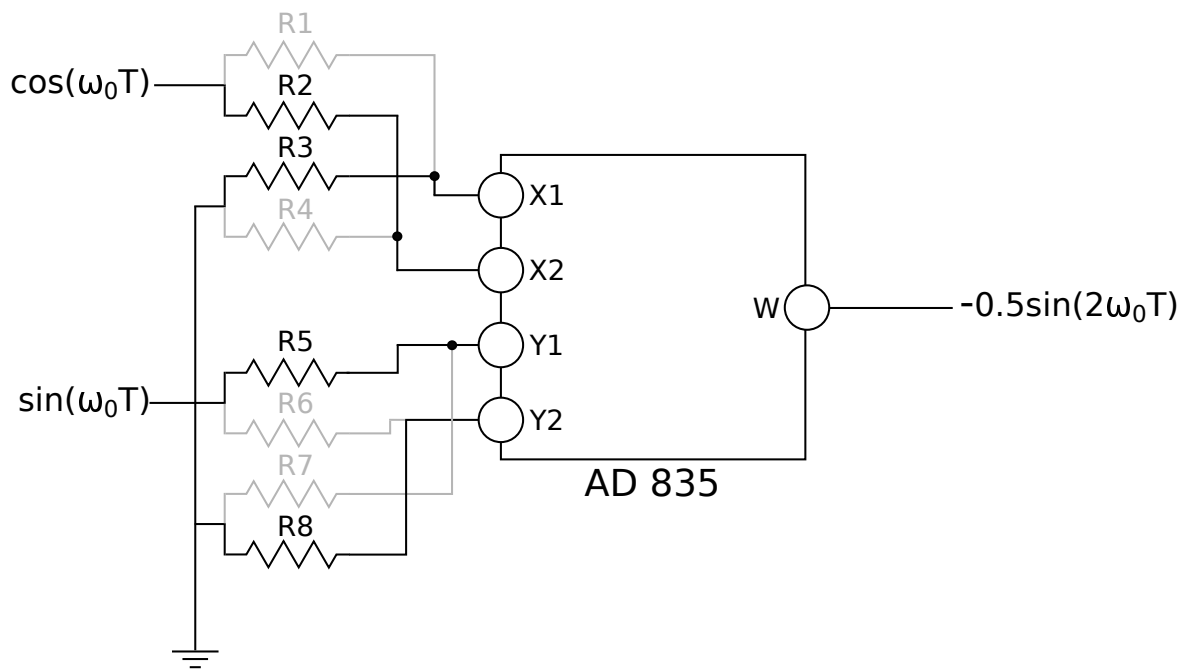 R1
cos(ω₀T)
R2
R3
R4
X1
X2
W
-0.5sin(2ω₀T)
R5
Y1
sin(ω₀T)
R6
Y2
R7
AD 835
R8